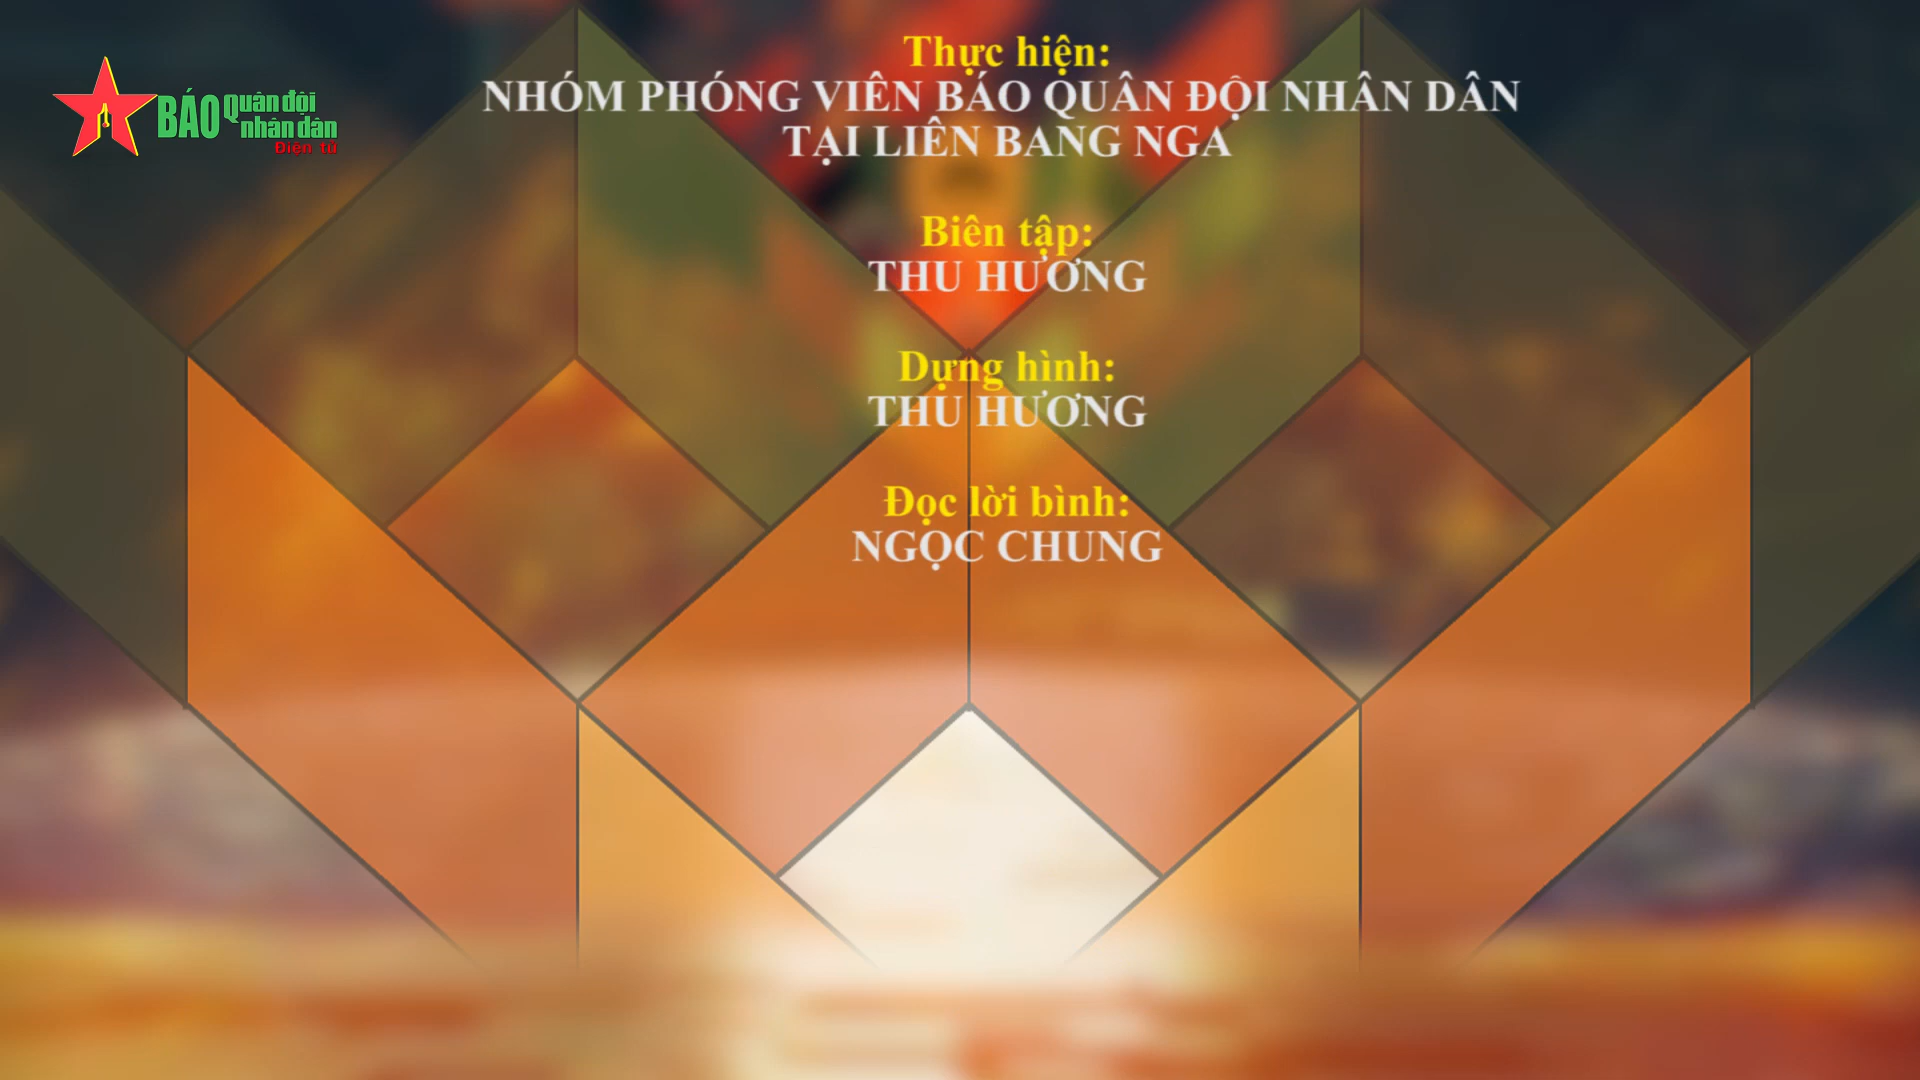 BÁO Quân đội
nhân dân
Điện tử
Thực hiện:
NHÓM PHÓNG VIÊN BÁO QUÂN ĐỘI NHÂN DÂN
TẠI LIÊN BANG NGA
Biên tập:
THU HƯƠNG
Dựng hình:
THU HƯƠNG
Đọc lời bình:
NGỌC CHUNG